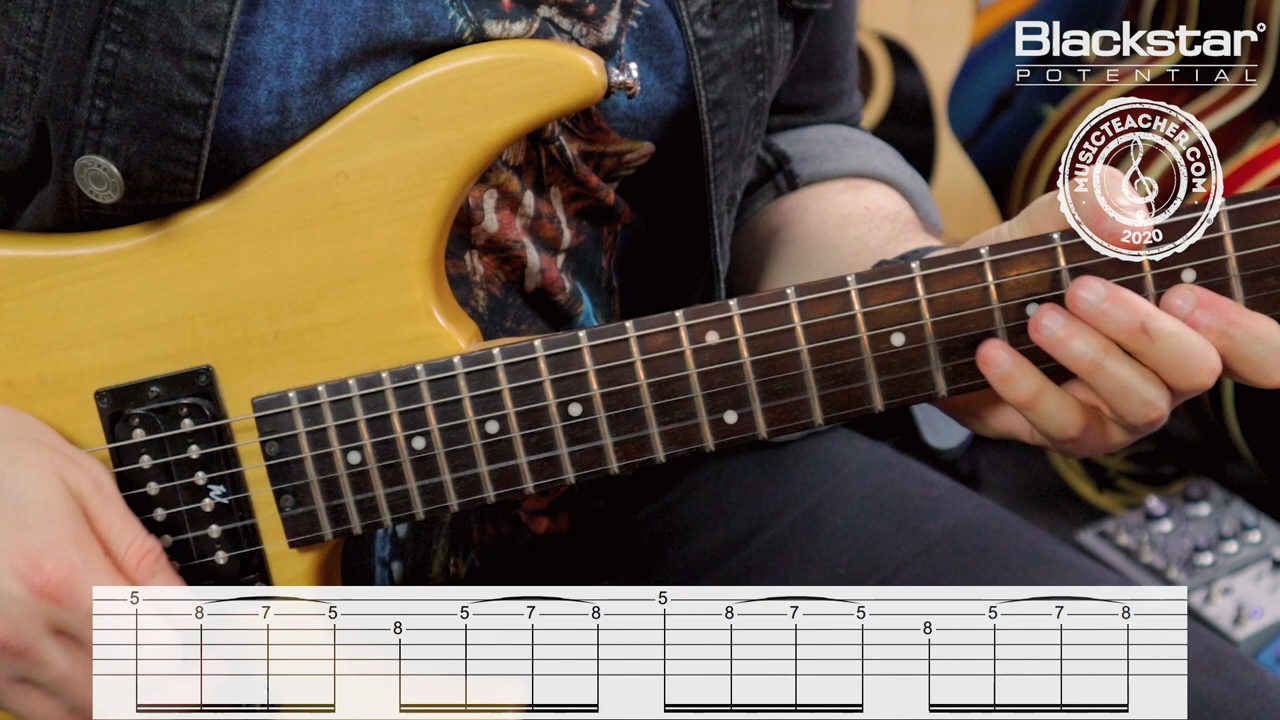 Blackstar
POTENTIAL
MUSICTEACHER.COM
2020
5 5
8 7 5 5 7 8 8 7 5 5 7 8
8 8